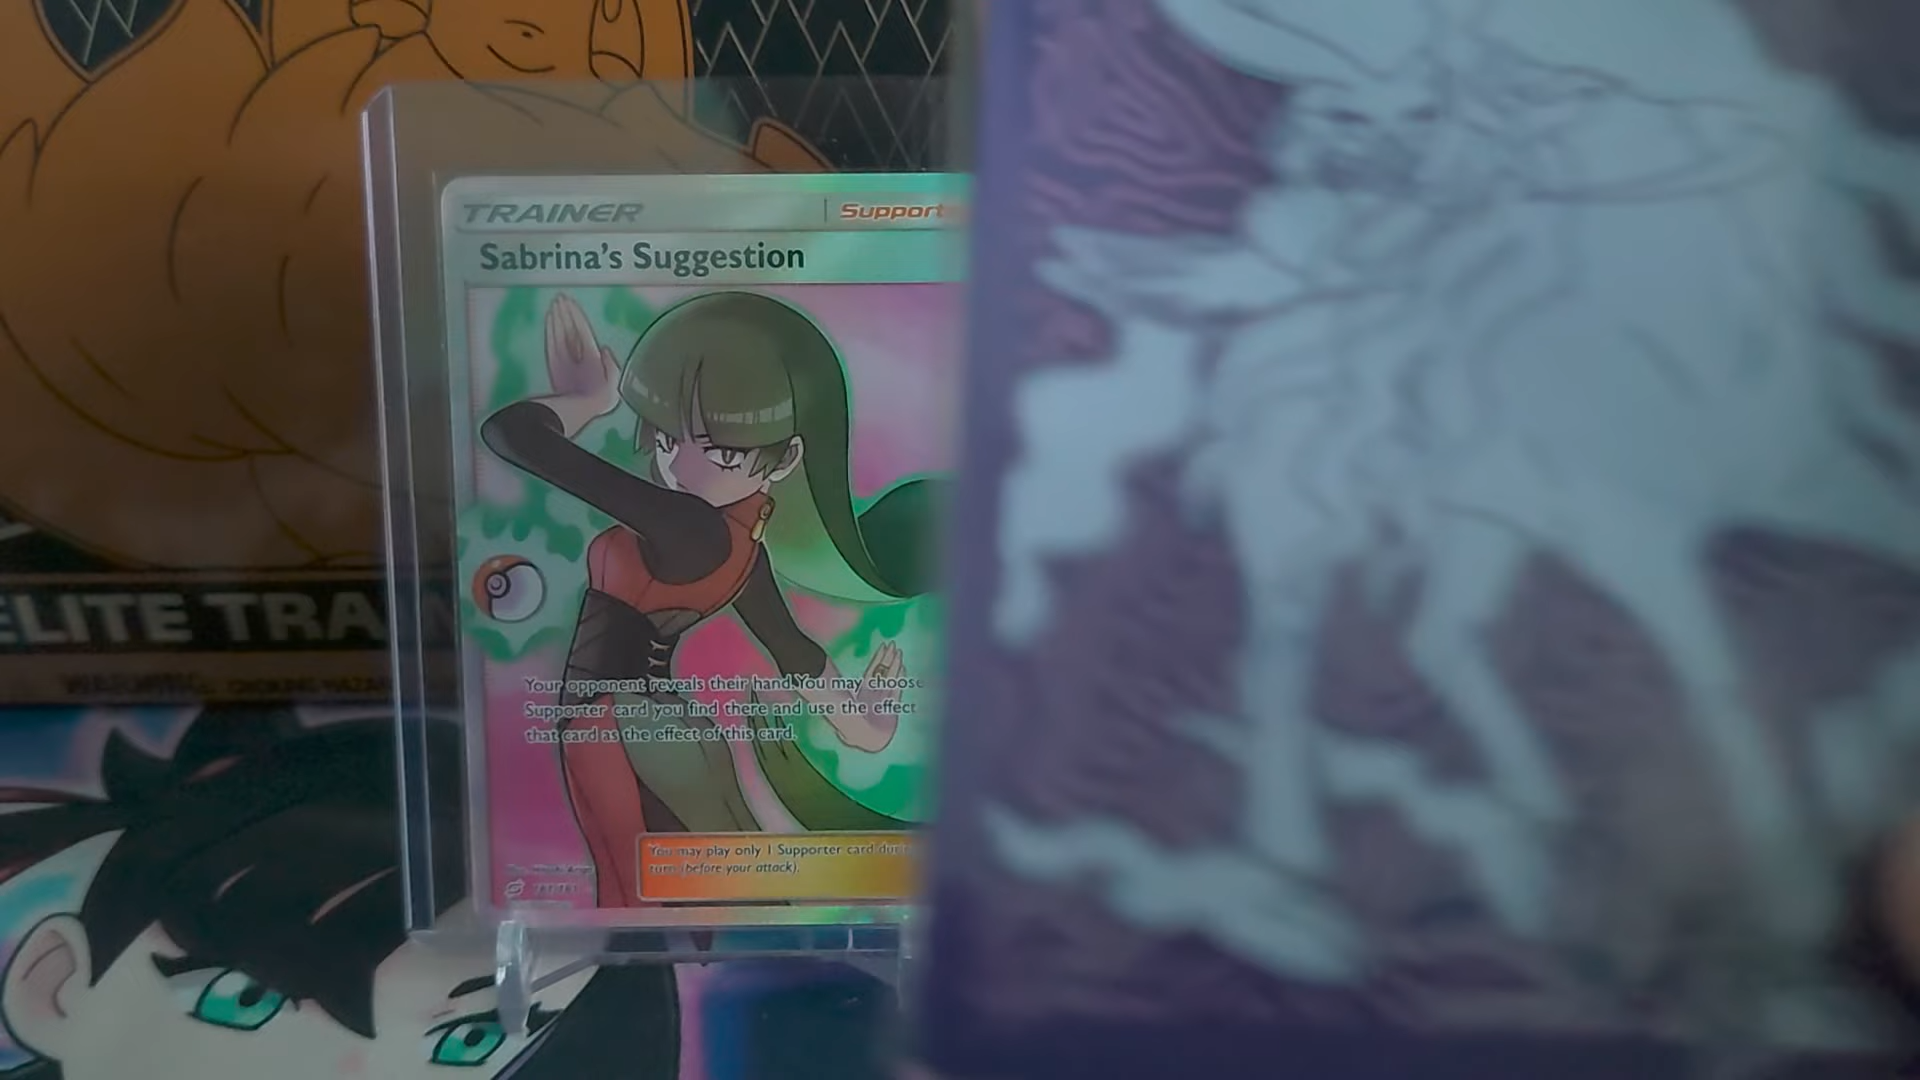 TRAINER
Support
Sabrina's Suggestion
ELITE TRA
WARNING:
Your opponent reveals their hand. You may choose
Supporter card you find there and use the effect
that card as the effect of this card.
You may play only 1 Supporter card during
turn (before your attack).